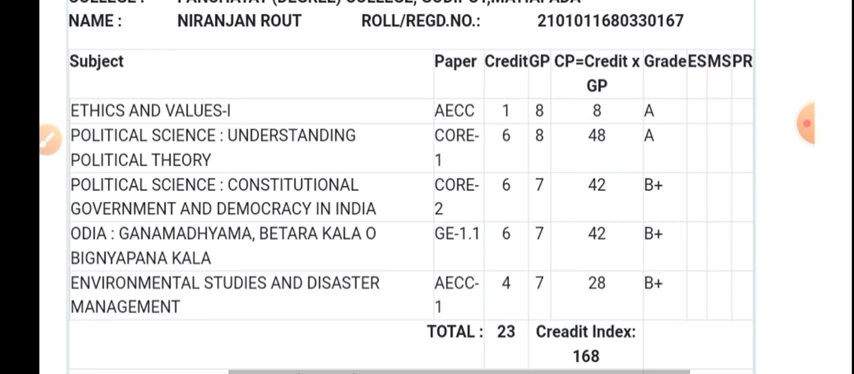 NAME : NIRANJAN ROUT ROLL/REGD.NO.: 2101011680330167
Subject Paper Credit GP CP=Credit x GP Grade ES MS PR
ETHICS AND VALUES-I AECC 1 8 8 A
POLITICAL SCIENCE : UNDERSTANDING POLITICAL THEORY CORE-1 6 8 48 A
POLITICAL SCIENCE : CONSTITUTIONAL GOVERNMENT AND DEMOCRACY IN INDIA CORE-2 6 7 42 B+
ODIA : GANAMADHYAMA, BETARA KALA O BIGNYAPANA KALA GE-1.1 6 7 42 B+
ENVIRONMENTAL STUDIES AND DISASTER MANAGEMENT AECC-1 4 7 28 B+
TOTAL : 23 Creadit Index: 168